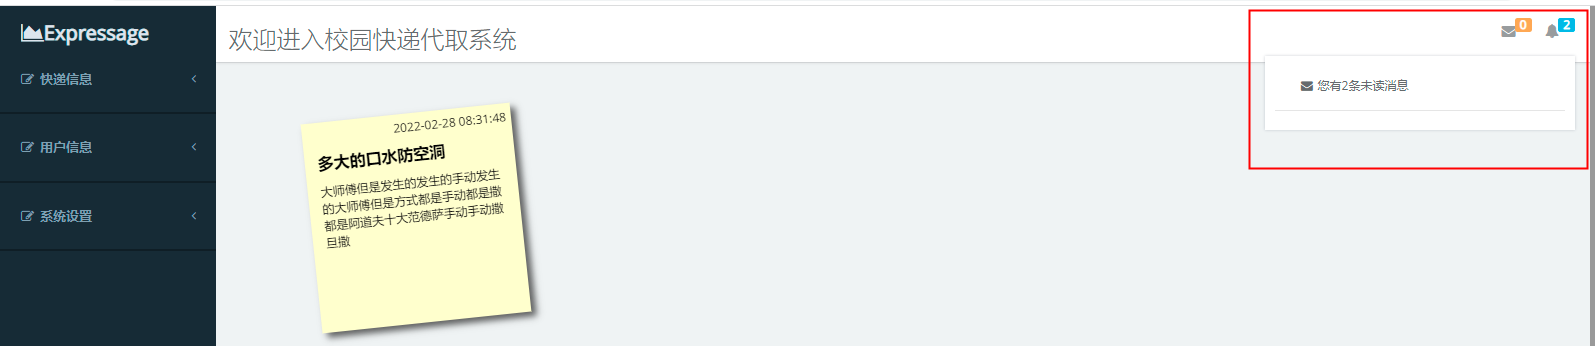 Expressage
快递信息
用户信息
系统设置
欢迎进入校园快递代取系统
0
2
您有2条未读消息
2022-02-28 08:31:48
多大的口水防空洞
大师傅但是发生的发生的手动发生
的大师傅但是方式都是手动都是撒
都是阿道夫十大范德萨手动手动撒
旦撒